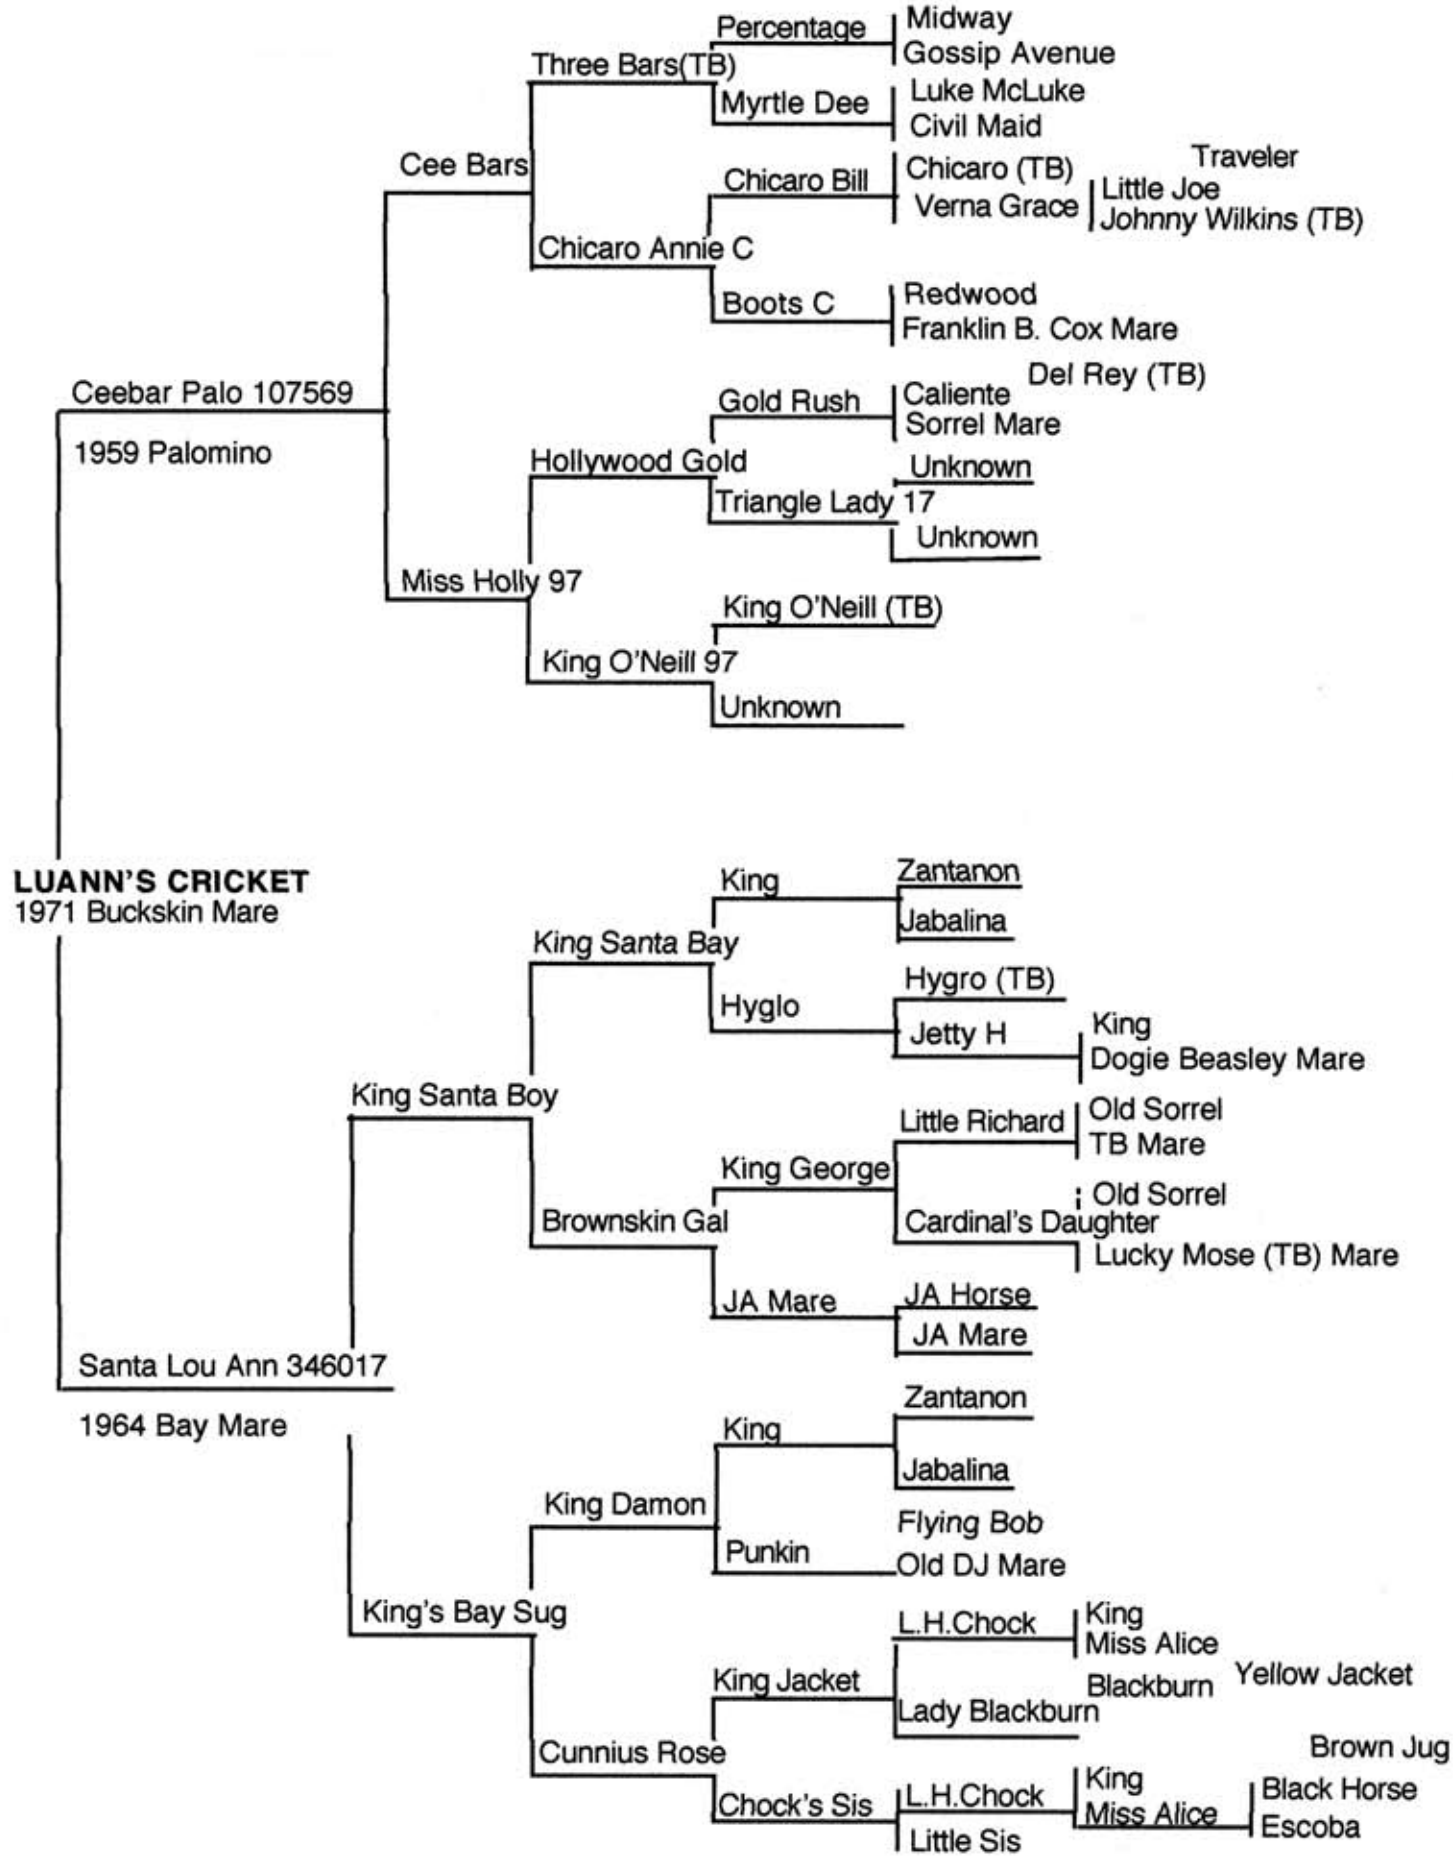 Percentage
Midway
Gossip Avenue
Three Bars(TB)
Myrtle Dee
Luke McLuke
Civil Maid
Cee Bars
Chicaro Bill
Chicaro (TB)
Traveler
Verna Grace
Little Joe
Johnny Wilkins (TB)
Chicaro Annie C
Boots C
Redwood
Franklin B. Cox Mare
Ceebar Palo 107569
1959 Palomino
Gold Rush
Del Rey (TB)
Caliente
Sorrel Mare
Hollywood Gold
Unknown
Triangle Lady 17
Unknown
Miss Holly 97
King O'Neill (TB)
King O'Neill 97
Unknown
LUANN'S CRICKET
1971 Buckskin Mare
King
Zantanon
Jabalina
King Santa Bay
Hyglo
Hygro (TB)
Jetty H
King
Dogie Beasley Mare
King Santa Boy
Little Richard
Old Sorrel
TB Mare
King George
Old Sorrel
Brownskin Gal
Cardinal's Daughter
Lucky Mose (TB) Mare
JA Mare
JA Horse
JA Mare
Santa Lou Ann 346017
1964 Bay Mare
King
Zantanon
Jabalina
King Damon
Flying Bob
Punkin
Old DJ Mare
King's Bay Sug
L.H.Chock
King
Miss Alice
King Jacket
Blackburn
Yellow Jacket
Lady Blackburn
Cunnius Rose
Brown Jug
Chock's Sis
L.H.Chock
King
Miss Alice
Black Horse
Escoba
Little Sis